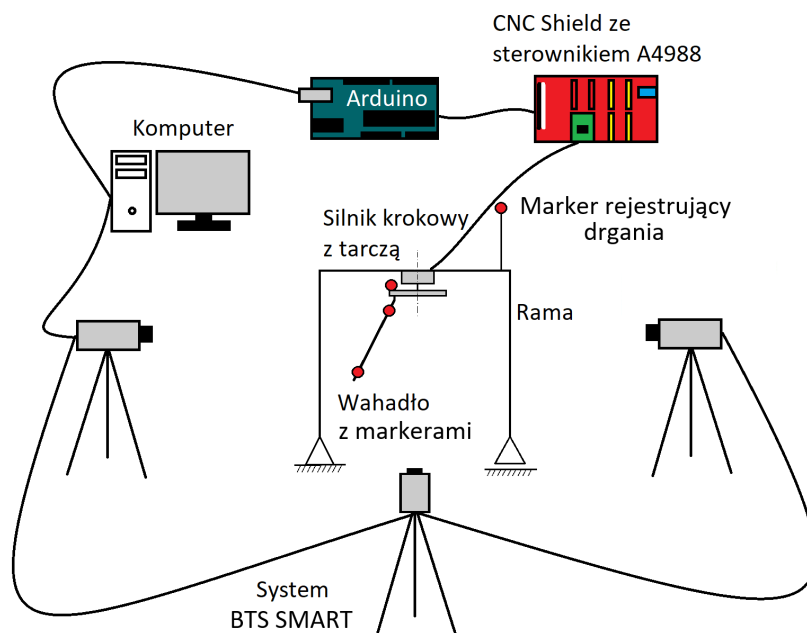 CNC Shield ze
sterownikiem A4988
Arduino
Komputer
Silnik krokowy
z tarczą
Marker rejestrujący
drgania
Rama
Wahadło
z markerami
System
BTS SMART